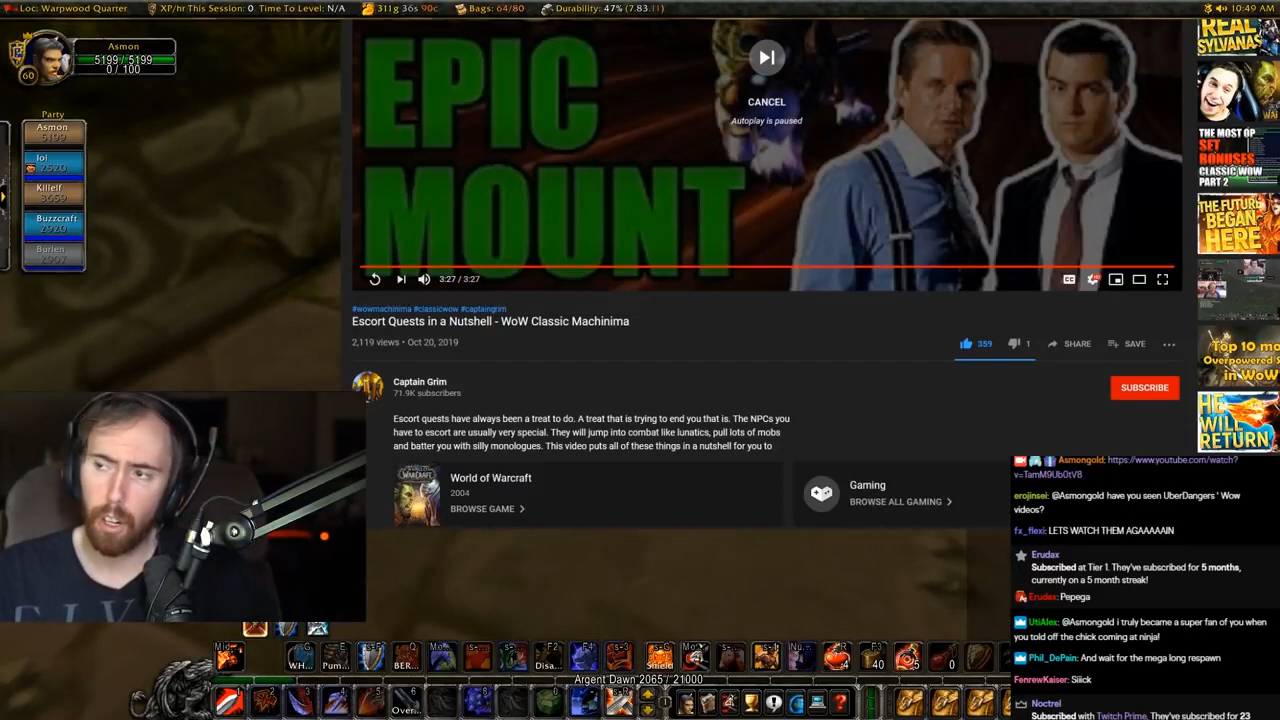 Loc: Warpwood Quarter
XP/hr This Session: 0 Time To Level: N/A
311g 36s 90c
Bags: 64/80
Durability: 47% (7.83.11)
10:49 AM
Asmon
5199 / 5199
0 / 100
60
Party
Asmon
5199
loi
2520
Killelf
3659
Buzzcraft
2920
Burlen
2907
EPIC
MOUNT
CANCEL
Autoplay is paused
3:27 / 3:27
REAL
SYLVANAS
THE MOST OP
SET
BONUSES
CLASSIC WOW
PART 2
THE FUTURE
BEGAN
HERE
Top 10 mo
Overpowered S
in WoW
HE
WILL
RETURN
#wowmachinima #classicwow #captaingrim
Escort Quests in a Nutshell - WoW Classic Machinima
2,119 views • Oct 20, 2019
359
1
SHARE
SAVE
Captain Grim
71.9K subscribers
SUBSCRIBE
Escort quests have always been a treat to do. A treat that is trying to end you that is. The NPCs you
have to escort are usually very special. They will jump into combat like lunatics, pull lots of mobs
and batter you with silly monologues. This video puts all of these things in a nutshell for you to
World of Warcraft
2004
BROWSE GAME
Gaming
BROWSE ALL GAMING
Asmongold: https://www.youtube.com/watch?
v=TamM9Ub0tV8
erojinsei: @Asmongold have you seen UberDangers ' Wow
videos?
fx_flexi: LETS WATCH THEM AGAAAAAIN
Erudax
Subscribed at Tier 1. They've subscribed for 5 months,
currently on a 5 month streak!
Erudax: Pepega
UtiAlex: @Asmongold i truly became a super fan of you when
you told off the chick coming at ninja!
Phil_DePain: And wait for the mega long respawn
FenrewKaiser: Siiick
Noctrel
Subscribed with Twitch Prime. They've subscribed for 23
Argent Dawn 2065 / 21000